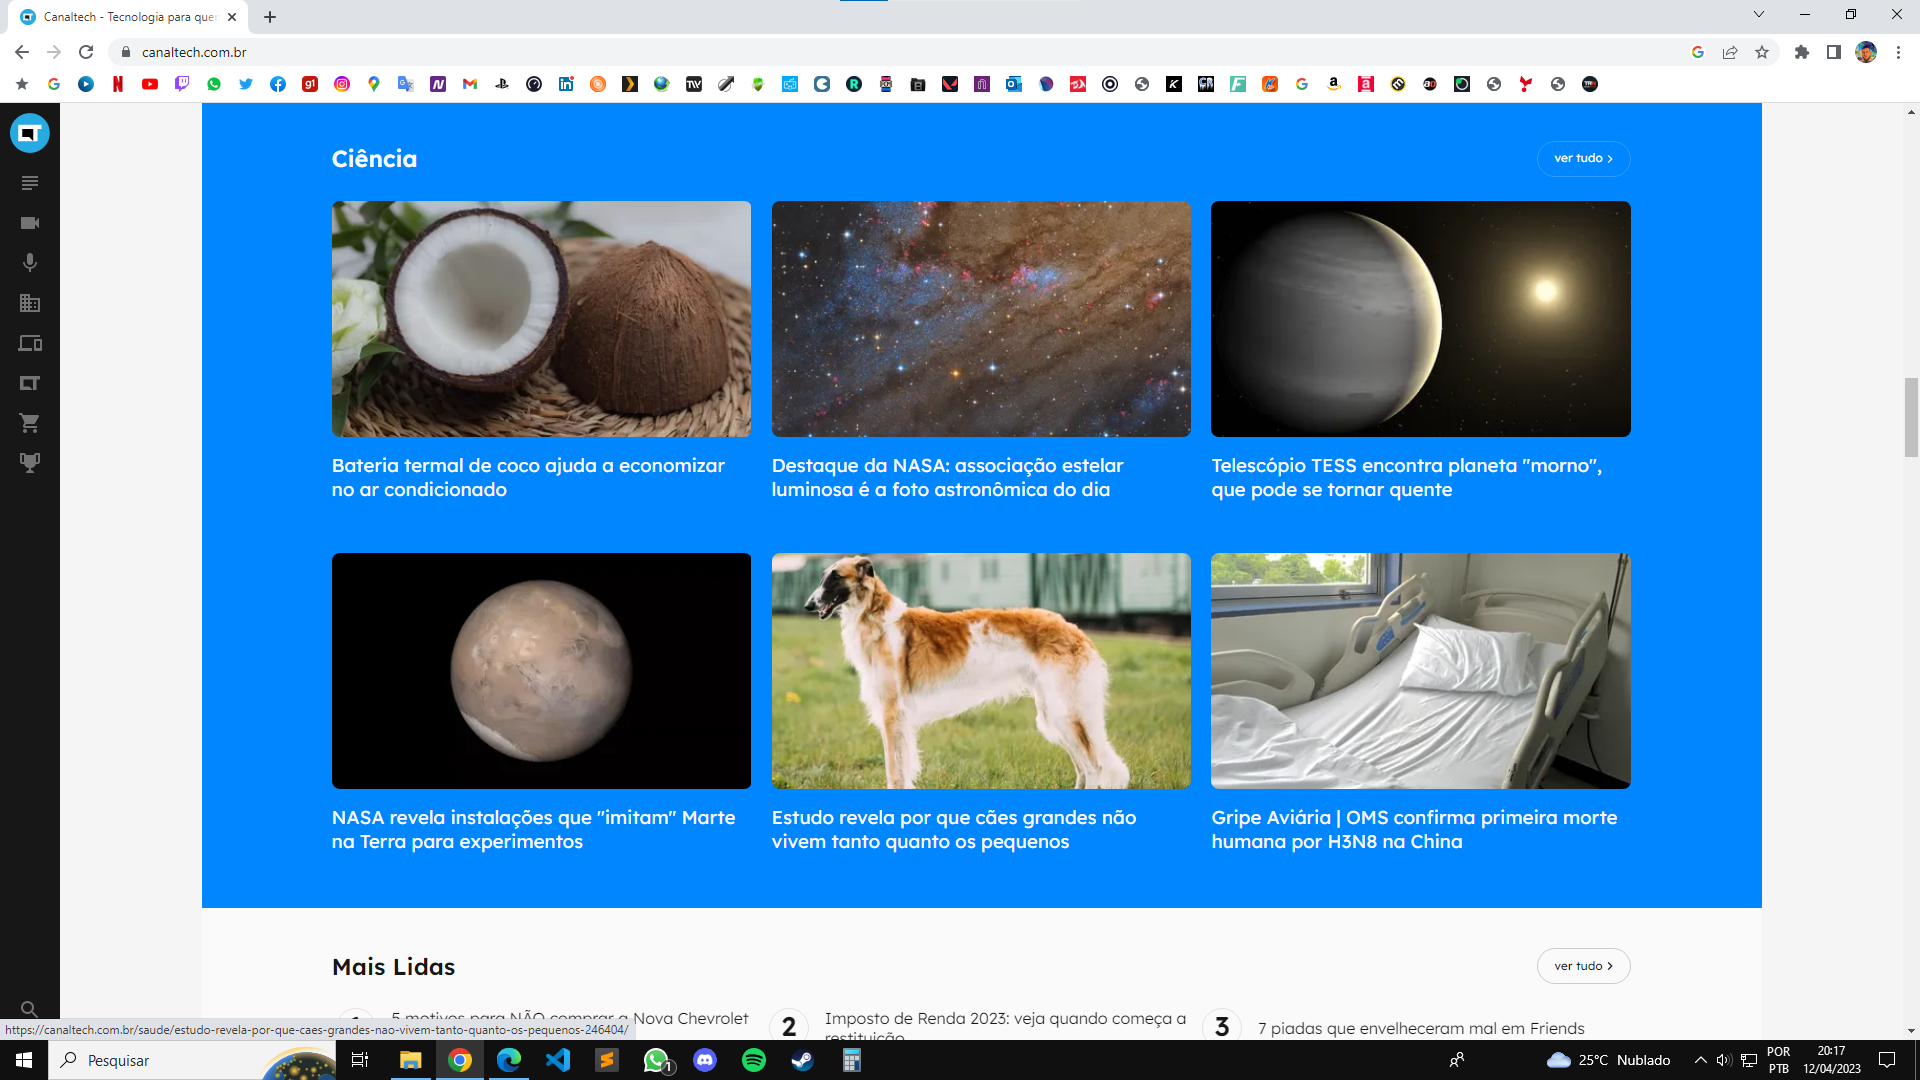 Canaltech - Tecnologia para que
canaltech.com.br
Ciência
ver tudo
Bateria termal de coco ajuda a economizar
no ar condicionado
Destaque da NASA: associação estelar
luminosa é a foto astronômica do dia
Telescópio TESS encontra planeta "morno",
que pode se tornar quente
NASA revela instalações que "imitam" Marte
na Terra para experimentos
Estudo revela por que cães grandes não
vivem tanto quanto os pequenos
Gripe Aviária | OMS confirma primeira morte
humana por H3N8 na China
Mais Lidas
ver tudo
5 motivos para NÃO comprar a Nova Chevrolet
2
Imposto de Renda 2023: veja quando começa a
restituição
3
7 piadas que envelheceram mal em Friends
https://canaltech.com.br/saude/estudo-revela-por-que-caes-grandes-nao-vivem-tanto-quanto-os-pequenos-246404/
Pesquisar
1
25°C Nublado
POR
PTB
20:17
12/04/2023